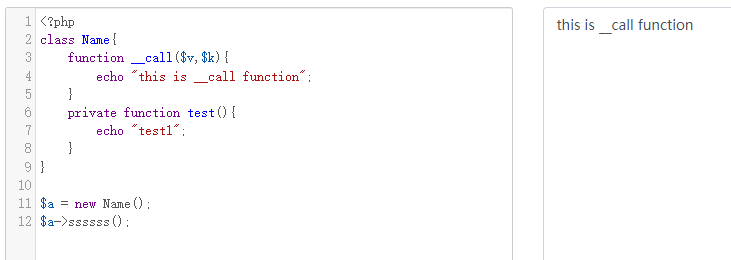 1 <?php
2 class Name{
3     function __call($v,$k){
4         echo "this is __call function";
5     }
6     private function test(){
7         echo "test1";
8     }
9 }
10
11 $a = new Name();
12 $a->ssssss();
this is __call function